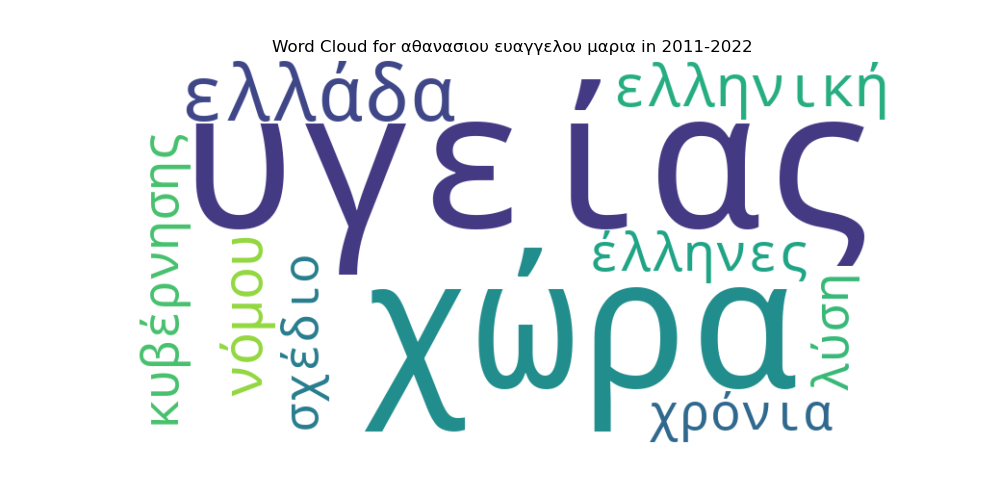 Word Cloud for αθανασιου ευαγγελου μαρια in 2011-2022
ελλάδα
ελληνική
υγείας
κυβέρνησης
νόμου
σχέδιο
έλληνες
χώρα
λύση
χρόνια